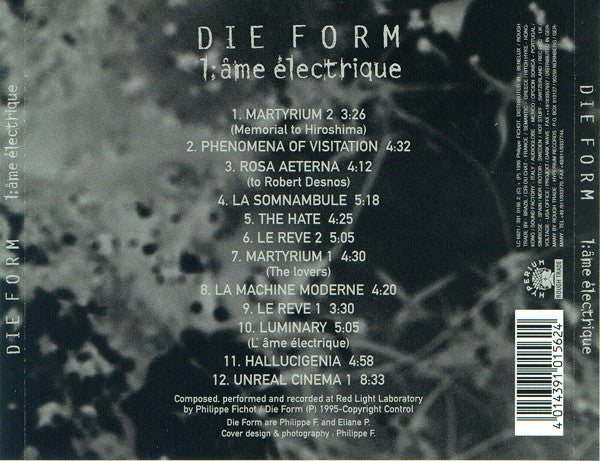 DIE FORM
1;âme électrique
1. MARTYRIUM 2 3:26
(Memorial to Hiroshima)
2. PHENOMENA OF VISITATION 4:32
3. ROSA AETERNA 4:12
(to Robert Desnos)
4. LA SOMNAMBULE 5:18
5. THE HATE 4:25
6. LE REVE 2 5:05
7. MARTYRIUM 1 4:30
(The lovers)
8. LA MACHINE MODERNE 4:20
9. LE REVE 1 3:30
10. LUMINARY 5:05
(L' âme électrique)
11. HALLUCIGENIA 4:58
12. UNREAL CINEMA 1 8:33
Composed, performed and recorded at Red Light Laboratory
by Philippe Fichot / Die Form (P) 1995-Copyright Control
Die Form are Philippe F. and Eliane P.
Cover design & photography : Philippe F.
DIE FORM 1;âme électrique
DIE FORM 1;âme électrique
HYPERIUM
ROUGH TRADE
4 014391 015624